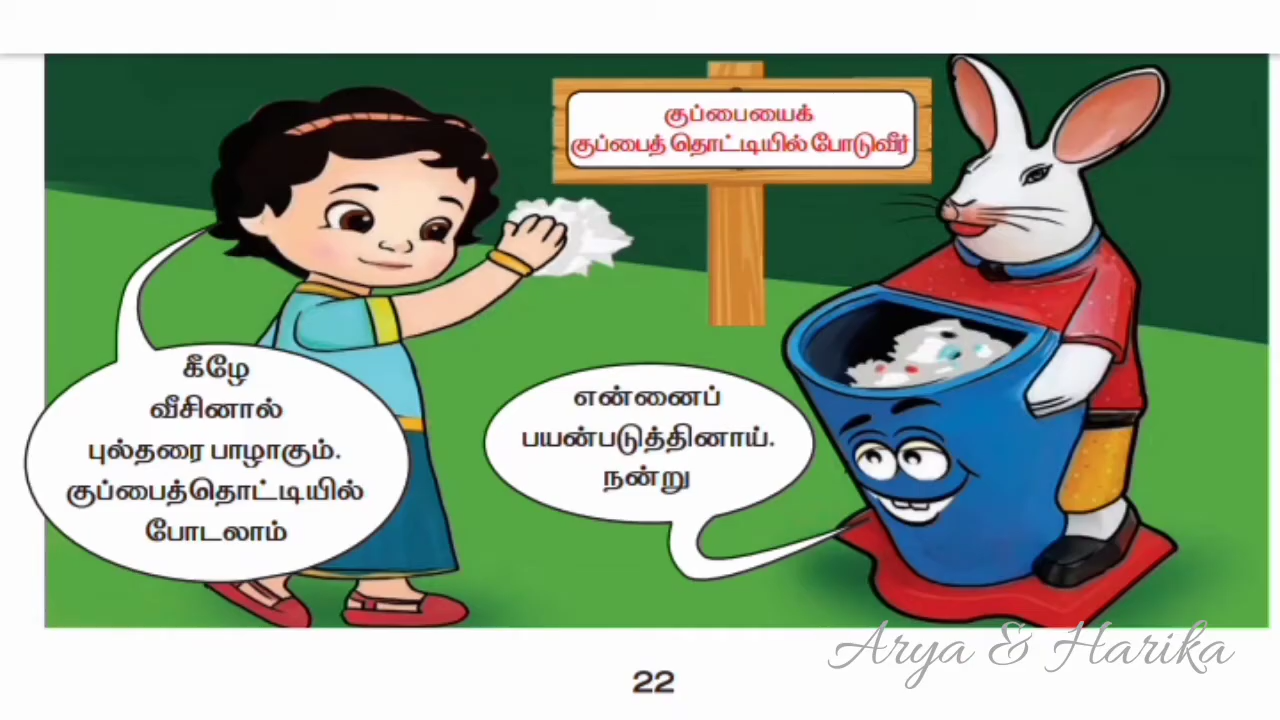 குப்பையைக்
குப்பைத் தொட்டியில் போடுவீர்
கீழே
வீசினால்
புல்தரை பாழாகும்.
குப்பைத்தொட்டியில்
போடலாம்
என்னைப்
பயன்படுத்தினாய்.
நன்று
Arya & Harika
22